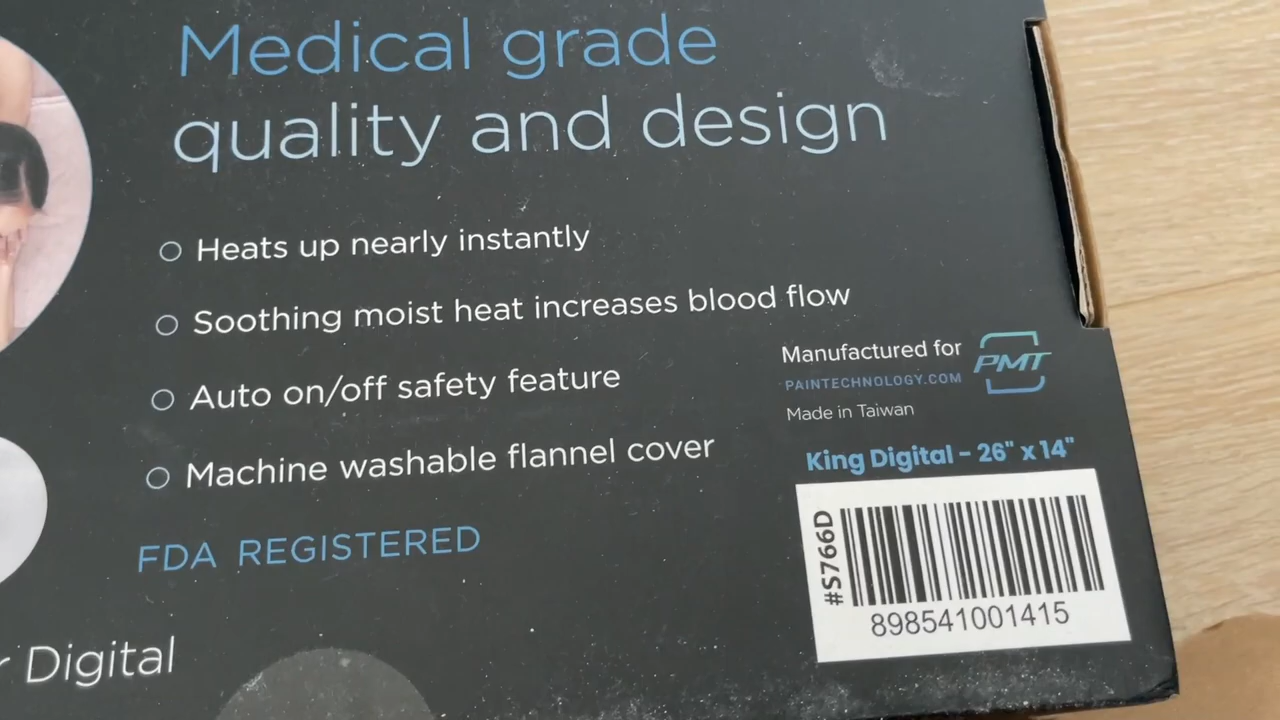 Medical grade
quality and design
Heats up nearly instantly
Soothing moist heat increases blood flow
Auto on/off safety feature
Machine washable flannel cover
FDA REGISTERED
Manufactured for
PAINTECHNOLOGY.COM
PMT
Made in Taiwan
King Digital - 26" x 14"
#S766D
898541001415
Digital